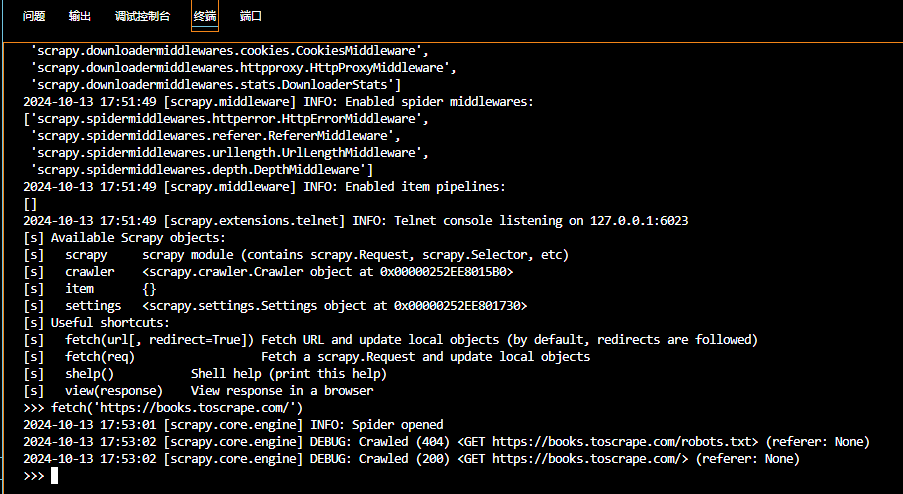 问题 输出 调试控制台 终端 端口
'scrapy.downloadermiddlewares.cookies.CookiesMiddleware',
'scrapy.downloadermiddlewares.httpproxy.HttpProxyMiddleware',
'scrapy.downloadermiddlewares.stats.DownloaderStats']
2024-10-13 17:51:49 [scrapy.middleware] INFO: Enabled spider middlewares:
['scrapy.spidermiddlewares.httperror.HttpErrorMiddleware',
'scrapy.spidermiddlewares.referer.RefererMiddleware',
'scrapy.spidermiddlewares.urllength.UrlLengthMiddleware',
'scrapy.spidermiddlewares.depth.DepthMiddleware']
2024-10-13 17:51:49 [scrapy.middleware] INFO: Enabled item pipelines:
[]
2024-10-13 17:51:49 [scrapy.extensions.telnet] INFO: Telnet console listening on 127.0.0.1:6023
[s] Available Scrapy objects:
[s]   scrapy     scrapy module (contains scrapy.Request, scrapy.Selector, etc)
[s]   crawler    <scrapy.crawler.Crawler object at 0x00000252EE8015B0>
[s]   item       {}
[s]   settings   <scrapy.settings.Settings object at 0x00000252EE801730>
[s] Useful shortcuts:
[s]   fetch(url[, redirect=True]) Fetch URL and update local objects (by default, redirects are followed)
[s]   fetch(req)                  Fetch a scrapy.Request and update local objects
[s]   shelp()           Shell help (print this help)
[s]   view(response)    View response in a browser
>>> fetch('https://books.toscrape.com/')
2024-10-13 17:53:01 [scrapy.core.engine] INFO: Spider opened
2024-10-13 17:53:02 [scrapy.core.engine] DEBUG: Crawled (404) <GET https://books.toscrape.com/robots.txt> (referer: None)
2024-10-13 17:53:02 [scrapy.core.engine] DEBUG: Crawled (200) <GET https://books.toscrape.com/> (referer: None)
>>>